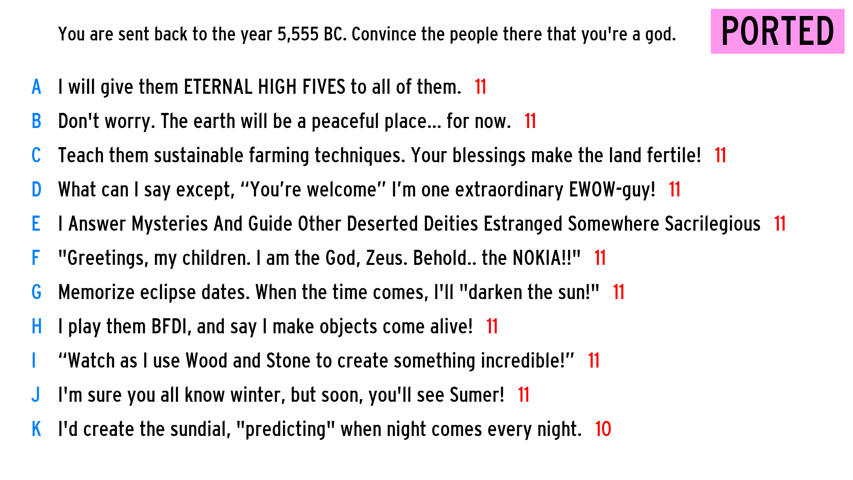 You are sent back to the year 5,555 BC. Convince the people there that you're a god. PORTED
A I will give them ETERNAL HIGH FIVES to all of them. 11
B Don't worry. The earth will be a peaceful place... for now. 11
C Teach them sustainable farming techniques. Your blessings make the land fertile! 11
D What can I say except, “You’re welcome” I’m one extraordinary EWOW-guy! 11
E I Answer Mysteries And Guide Other Deserted Deities Estranged Somewhere Sacrilegious 11
F "Greetings, my children. I am the God, Zeus. Behold.. the NOKIA!!" 11
G Memorize eclipse dates. When the time comes, I'll "darken the sun!" 11
H I play them BFDI, and say I make objects come alive! 11
I “Watch as I use Wood and Stone to create something incredible!” 11
J I'm sure you all know winter, but soon, you'll see Sumer! 11
K I'd create the sundial, "predicting" when night comes every night. 10